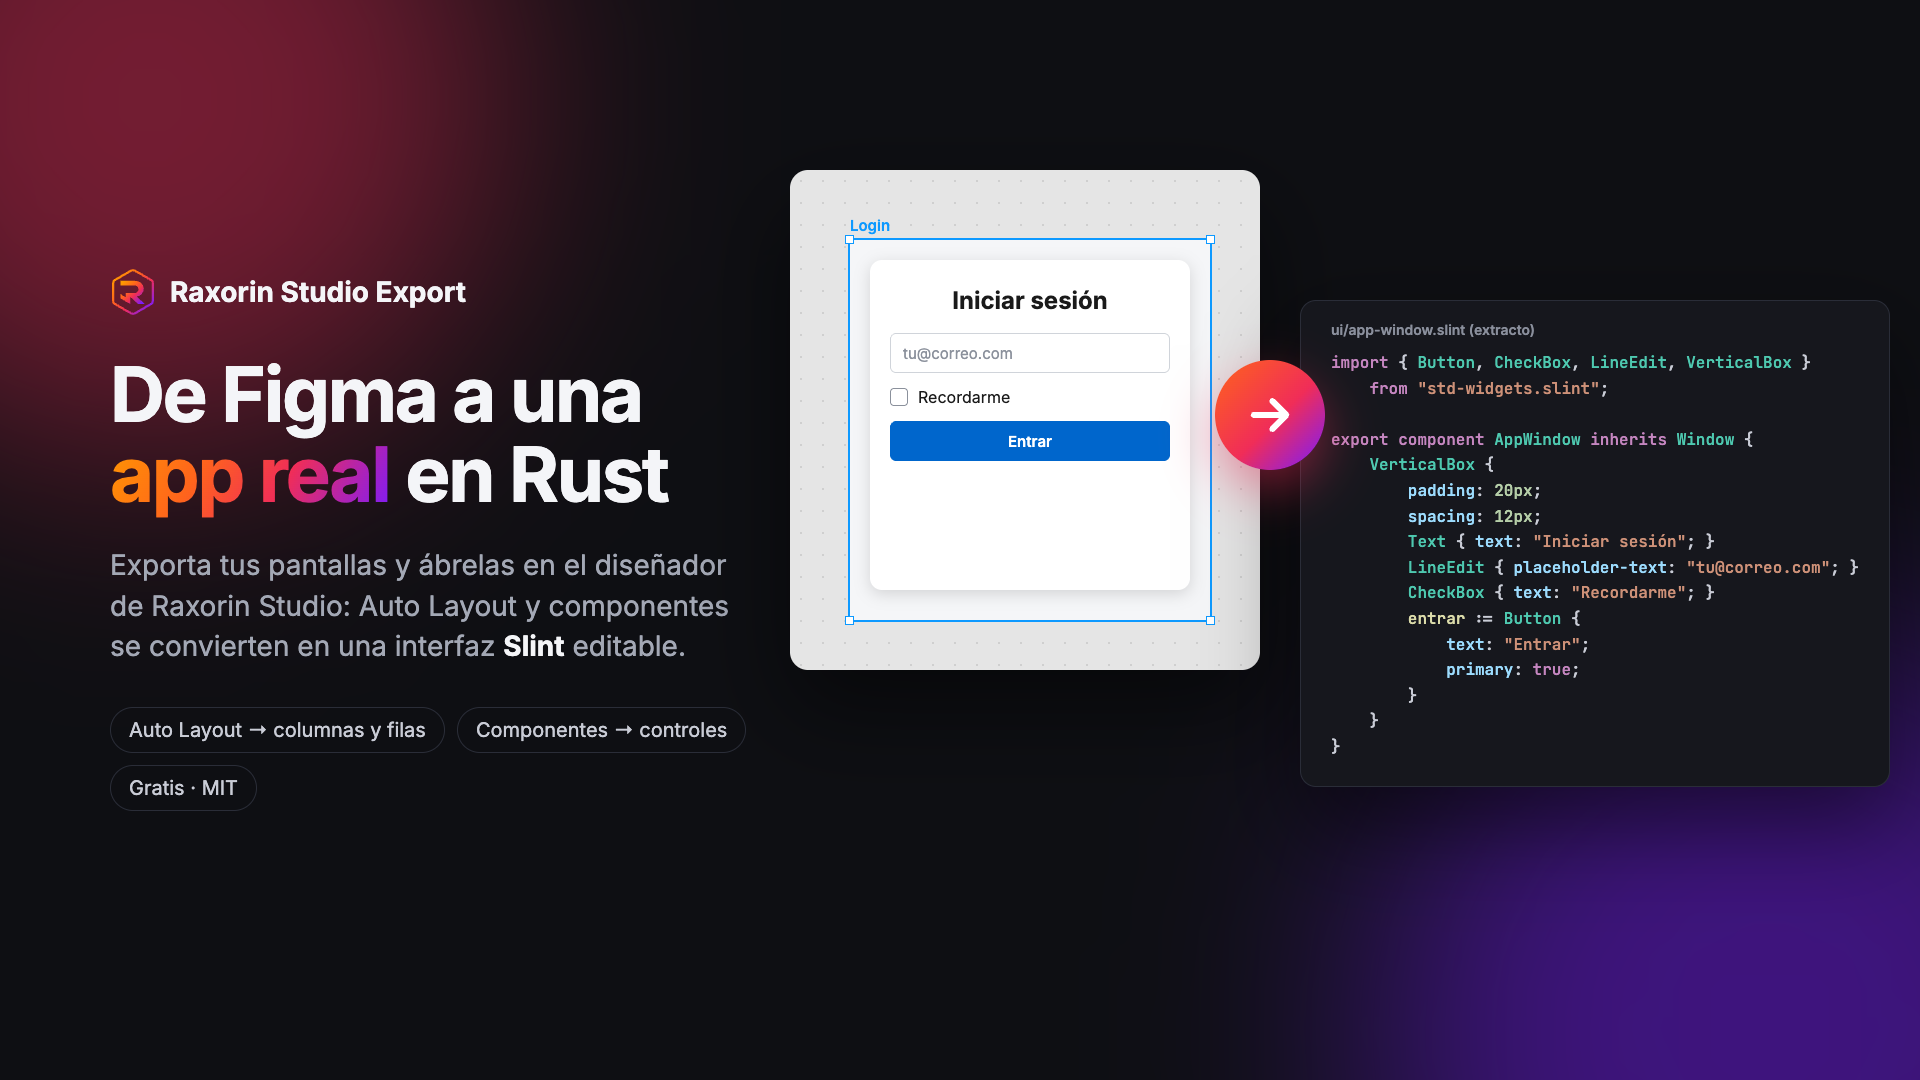 Raxorin Studio Export
De Figma a una
app real en Rust
Exporta tus pantallas y ábrelas en el diseñador
de Raxorin Studio: Auto Layout y componentes
se convierten en una interfaz Slint editable.
Auto Layout → columnas y filas
Componentes → controles
Gratis · MIT
Login
Iniciar sesión
tu@correo.com
Recordarme
Entrar
ui/app-window.slint (extracto)
import { Button, CheckBox, LineEdit, VerticalBox }
    from "std-widgets.slint";
export component AppWindow inherits Window {
    VerticalBox {
        padding: 20px;
        spacing: 12px;
        Text { text: "Iniciar sesión"; }
        LineEdit { placeholder-text: "tu@correo.com"; }
        CheckBox { text: "Recordarme"; }
        entrar := Button {
            text: "Entrar";
            primary: true;
        }
    }
}